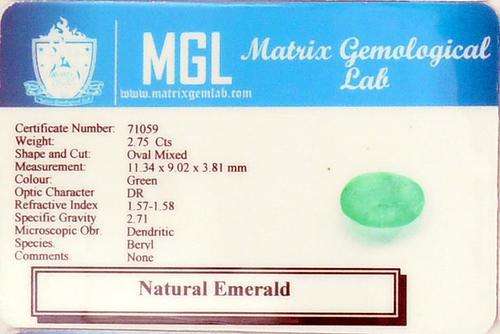 MGL
Matrix Gemological
Lab
www.matrixgemlab.com
Certificate Number: 71059
Weight: 2.75 Cts
Shape and Cut: Oval Mixed
Measurement: 11.34 x 9.02 x 3.81 mm
Colour: Green
Optic Character DR
Refractive Index 1.57-1.58
Specific Gravity 2.71
Microscopic Obr. Dendritic
Species. Beryl
Comments None
Natural Emerald